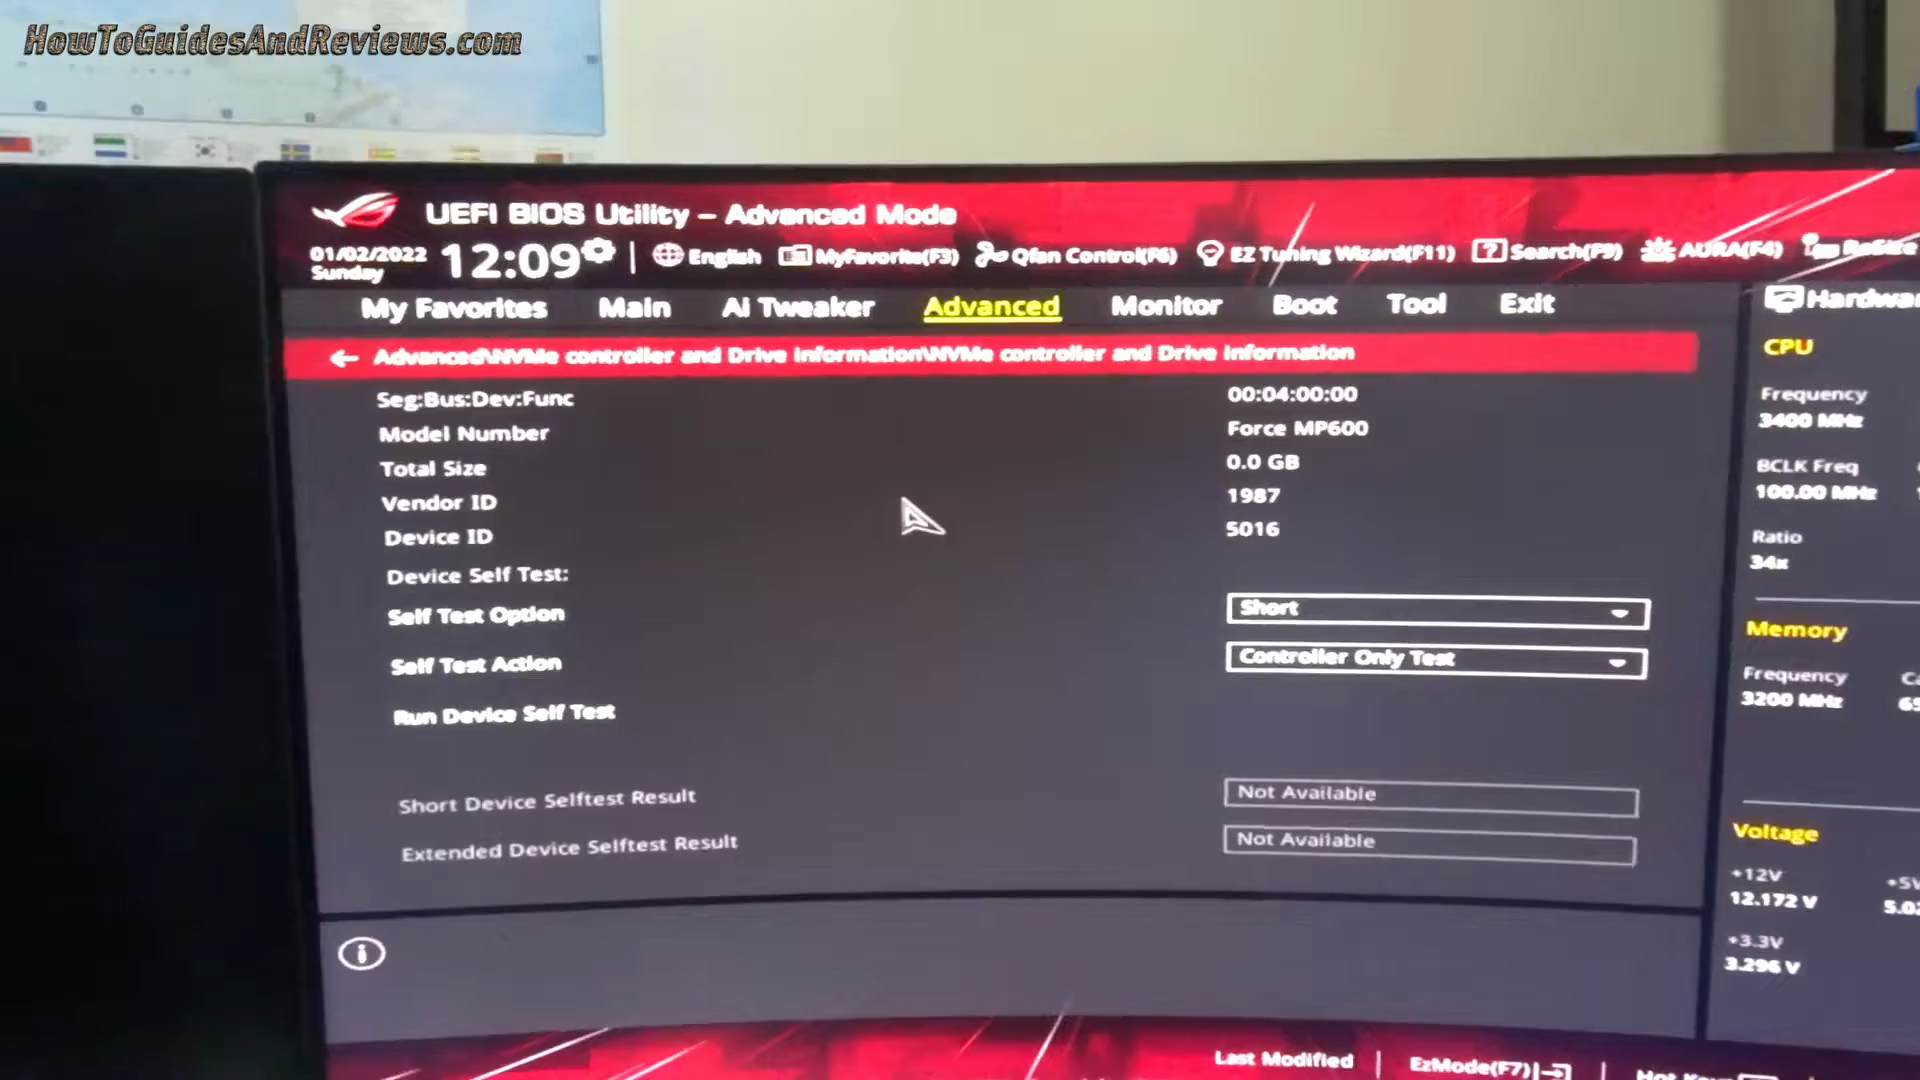 HowToGuidesAndReviews.com
UEFI BIOS Utility – Advanced Mode
01/02/2022
Sunday
12:09
English
MyFavorite(F3)
Qfan Control(F6)
EZ Tuning Wizard(F11)
Search(F9)
AURA(F4)
ReSize
My Favorites
Main
Ai Tweaker
Advanced
Monitor
Boot
Tool
Exit
Advanced\NVMe controller and Drive Information\NVMe controller and Drive Information
Seg:Bus:Dev:Func 00:04:00:00
Model Number Force MP600
Total Size 0.0 GB
Vendor ID 1987
Device ID 5016
Device Self Test:
Self Test Option Short
Self Test Action Controller Only Test
Run Device Self Test
Short Device Selftest Result Not Available
Extended Device Selftest Result Not Available
CPU
Frequency
3400 MHz
BCLK Freq
100.00 MHz
Ratio
34x
Memory
Frequency
3200 MHz
Voltage
+12V +5V
12.172 V
+3.3V
3.296 V
Last Modified
EzMode(F7)